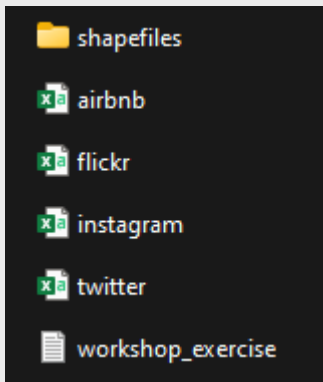 shapefiles
airbnb
flickr
instagram
twitter
workshop_exercise